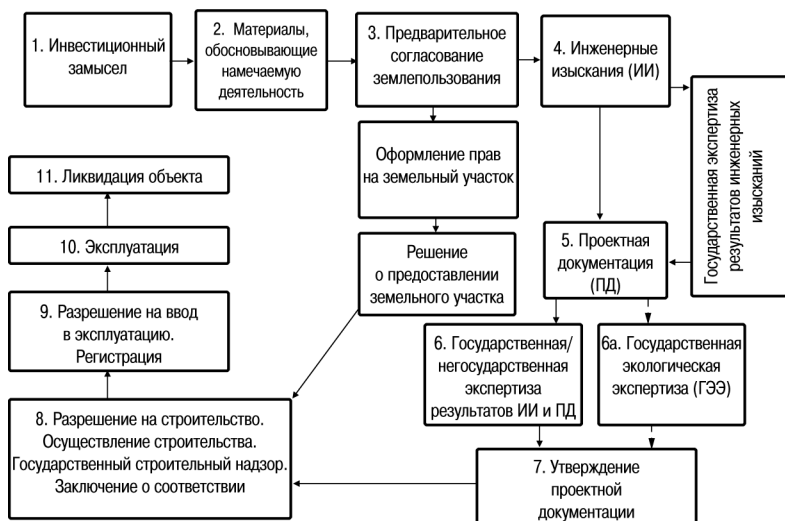 1. Инвестиционный
замысел
2. Материалы,
обосновывающие
намечаемую
деятельность
3. Предварительное
согласование
землепользования
4. Инженерные
изыскания (ИИ)
Государственная экспертиза
результатов инженерных
изысканий
Оформление прав
на земельный участок
Решение
о предоставлении
земельного участка
5. Проектная
документация
(ПД)
6. Государственная/
негосударственная
экспертиза
результатов ИИ и ПД
6а. Государственная
экологическая
экспертиза (ГЭЭ)
7. Утверждение
проектной
документации
8. Разрешение на строительство.
Осуществление строительства.
Государственный строительный надзор.
Заключение о соответствии
9. Разрешение на ввод
в эксплуатацию.
Регистрация
10. Эксплуатация
11. Ликвидация объекта